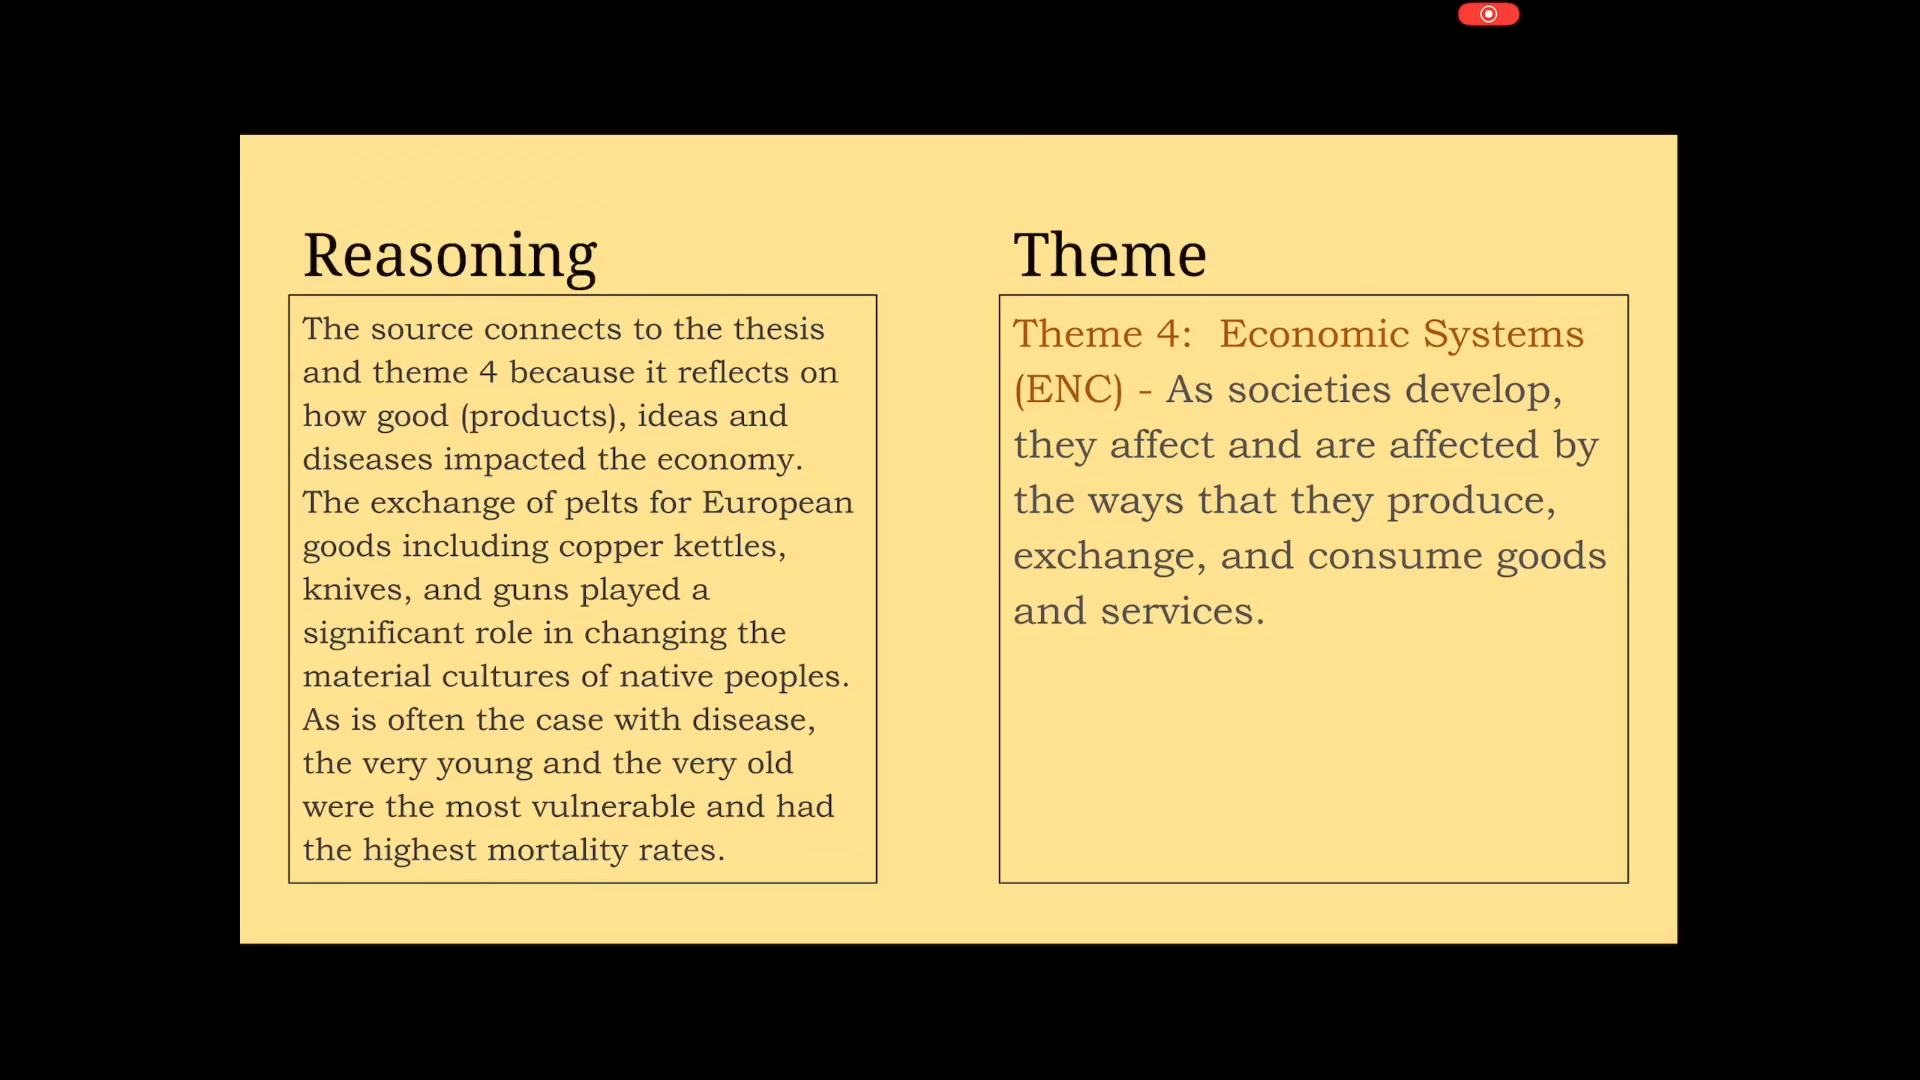 Reasoning
The source connects to the thesis
and theme 4 because it reflects on
how good (products), ideas and
diseases impacted the economy.
The exchange of pelts for European
goods including copper kettles,
knives, and guns played a
significant role in changing the
material cultures of native peoples.
As is often the case with disease,
the very young and the very old
were the most vulnerable and had
the highest mortality rates.
Theme
Theme 4:  Economic Systems
(ENC) - As societies develop,
they affect and are affected by
the ways that they produce,
exchange, and consume goods
and services.